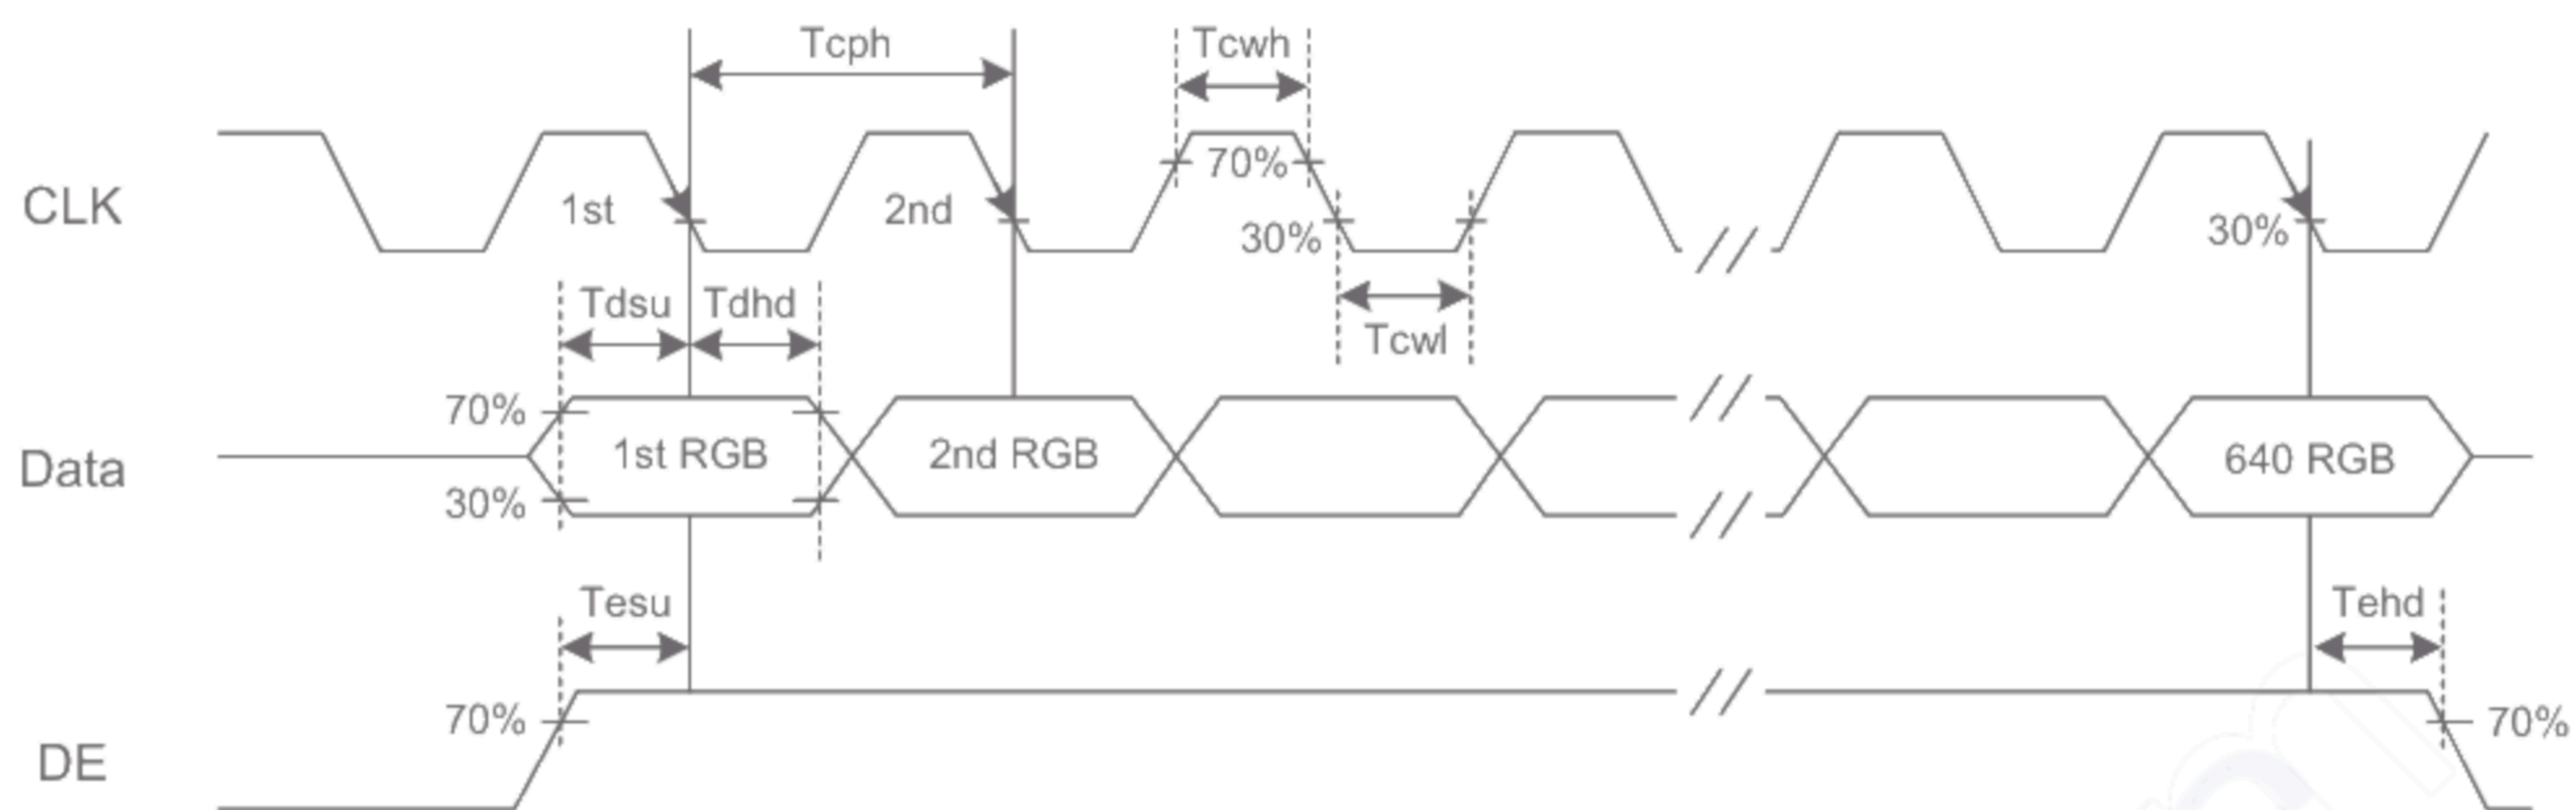 Tcph
Tcwh
CLK
1st
2nd
70%
30%
30%
Tdsu
Tdhd
Tcwl
70%
Data
1st RGB
2nd RGB
640 RGB
30%
Tesu
Tehd
70%
70%
DE